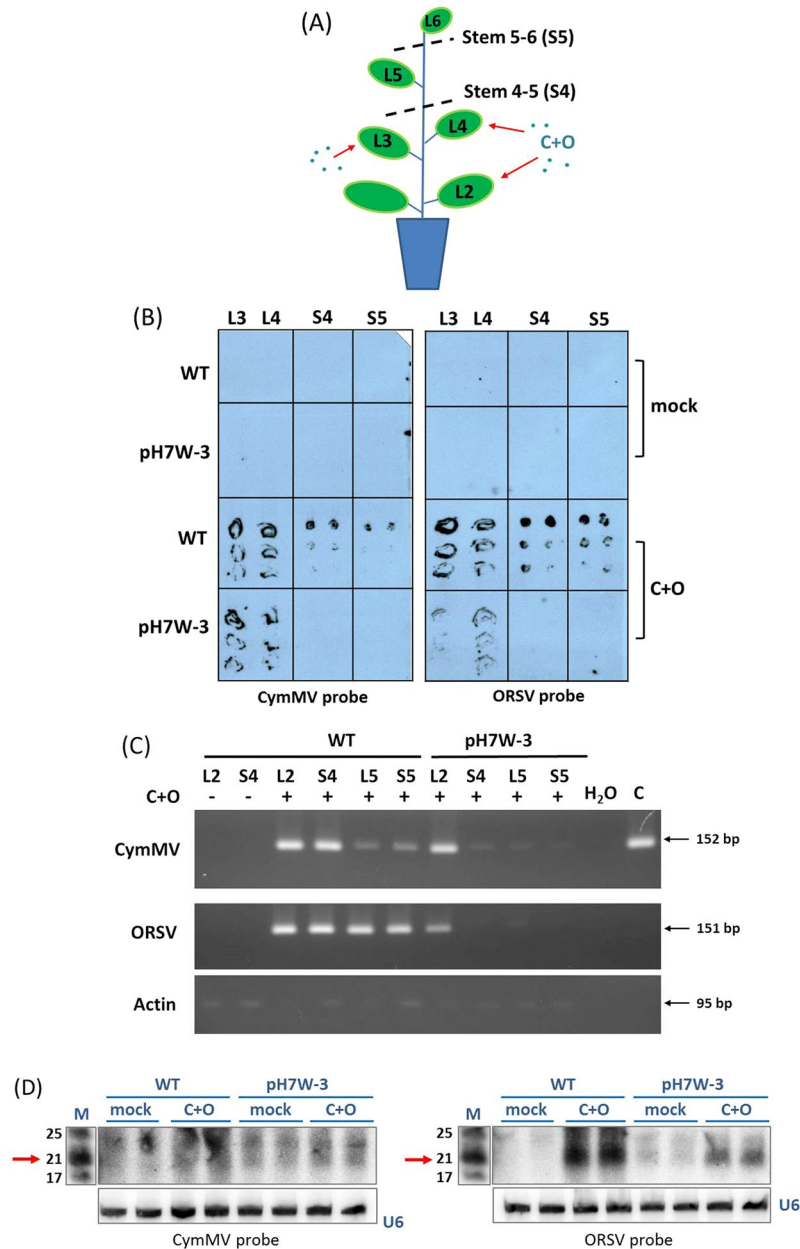 (A)
L6
Stem 5-6 (S5)
L5
Stem 4-5 (S4)
L3
L4
C+O
L2
(B)
L3 L4 S4 S5 L3 L4 S4 S5
WT
mock
pH7W-3
WT
C+O
pH7W-3
CymMV probe ORSV probe
(C)
WT pH7W-3
L2 S4 L2 S4 L5 S5 L2 S4 L5 S5 H2O C
C+O - - + + + + + + + +
CymMV 152 bp
ORSV 151 bp
Actin 95 bp
(D)
WT pH7W-3 WT pH7W-3
M mock C+O mock C+O M mock C+O mock C+O
25 25
21 21
17 17
U6 U6
CymMV probe ORSV probe